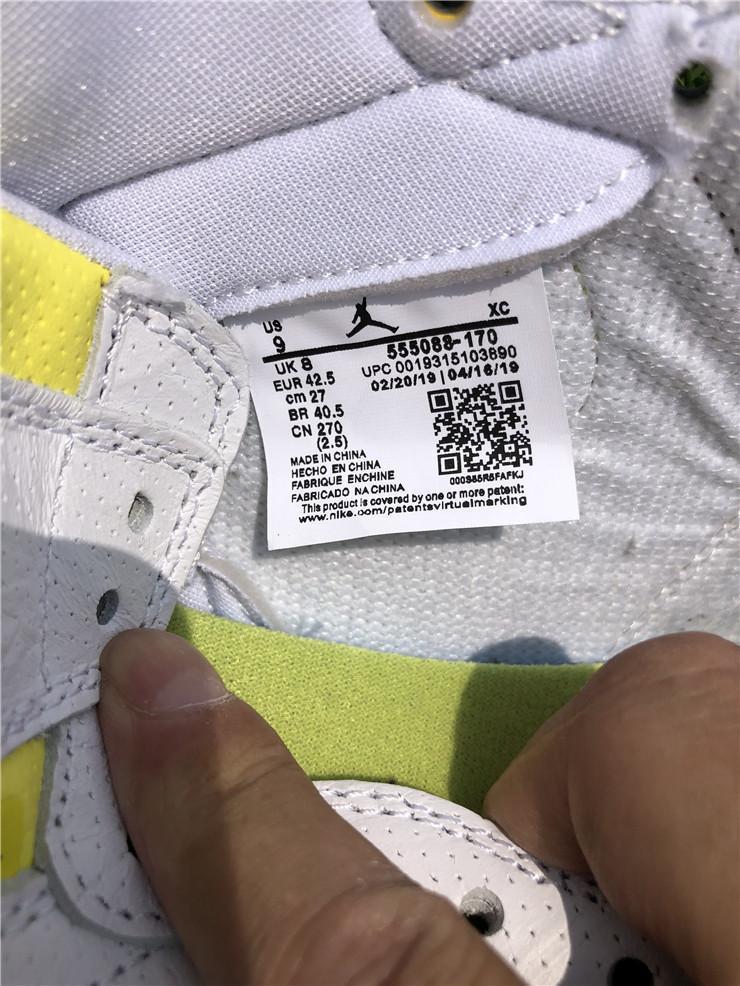 US XC
9 555088-170
UK 8 UPC 0019315103890
EUR 42.5 02/20/19 | 04/16/19
cm 27
BR 40.5
CN 270
(2.5)
MADE IN CHINA
HECHO EN CHINA
FABRIQUE ENCHINE
FABRICADO NA CHINA
000S85R5FAFKJ
This product is covered by one or more patent:
www.nike.com/patentsvirtualmarking